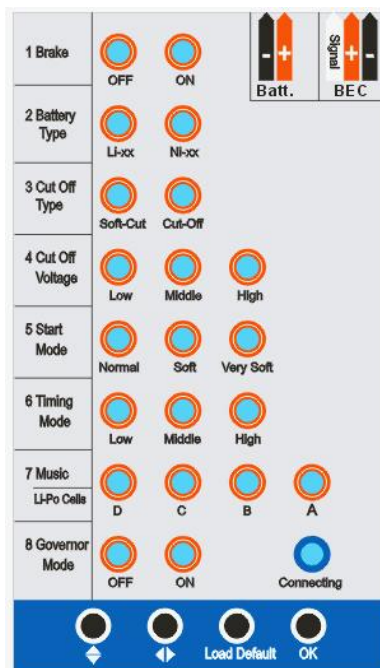 1 Brake
OFF ON
- + Signal - + -
Batt. BEC
2 Battery
Type
Li-xx Ni-xx
3 Cut Off
Type
Soft-Cut Cut-Off
4 Cut Off
Voltage
Low Middle High
5 Start
Mode
Normal Soft Very Soft
6 Timing
Mode
Low Middle High
7 Music
Li-Po Cells
D C B A
8 Governor
Mode
OFF ON Connecting
Load Default OK